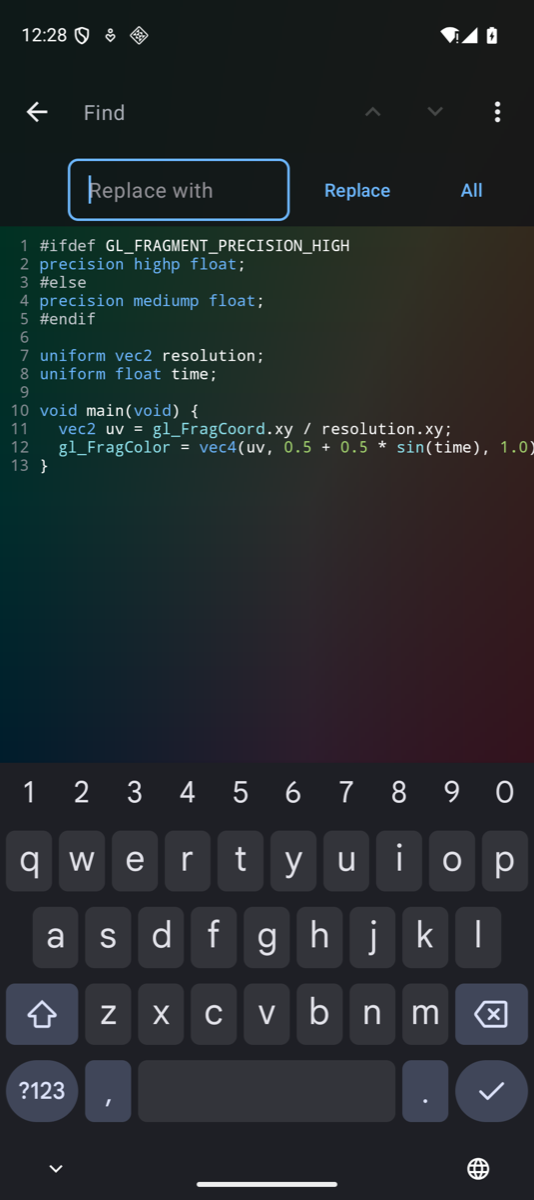 12:28
Find
Replace with Replace All
1 #ifdef GL_FRAGMENT_PRECISION_HIGH
2 precision highp float;
3 #else
4 precision mediump float;
5 #endif
6
7 uniform vec2 resolution;
8 uniform float time;
9
10 void main(void) {
11 vec2 uv = gl_FragCoord.xy / resolution.xy;
12 gl_FragColor = vec4(uv, 0.5 + 0.5 * sin(time), 1.0)
13 }
1 2 3 4 5 6 7 8 9 0
q w e r t y u i o p
a s d f g h j k l
z x c v b n m
?123 , .